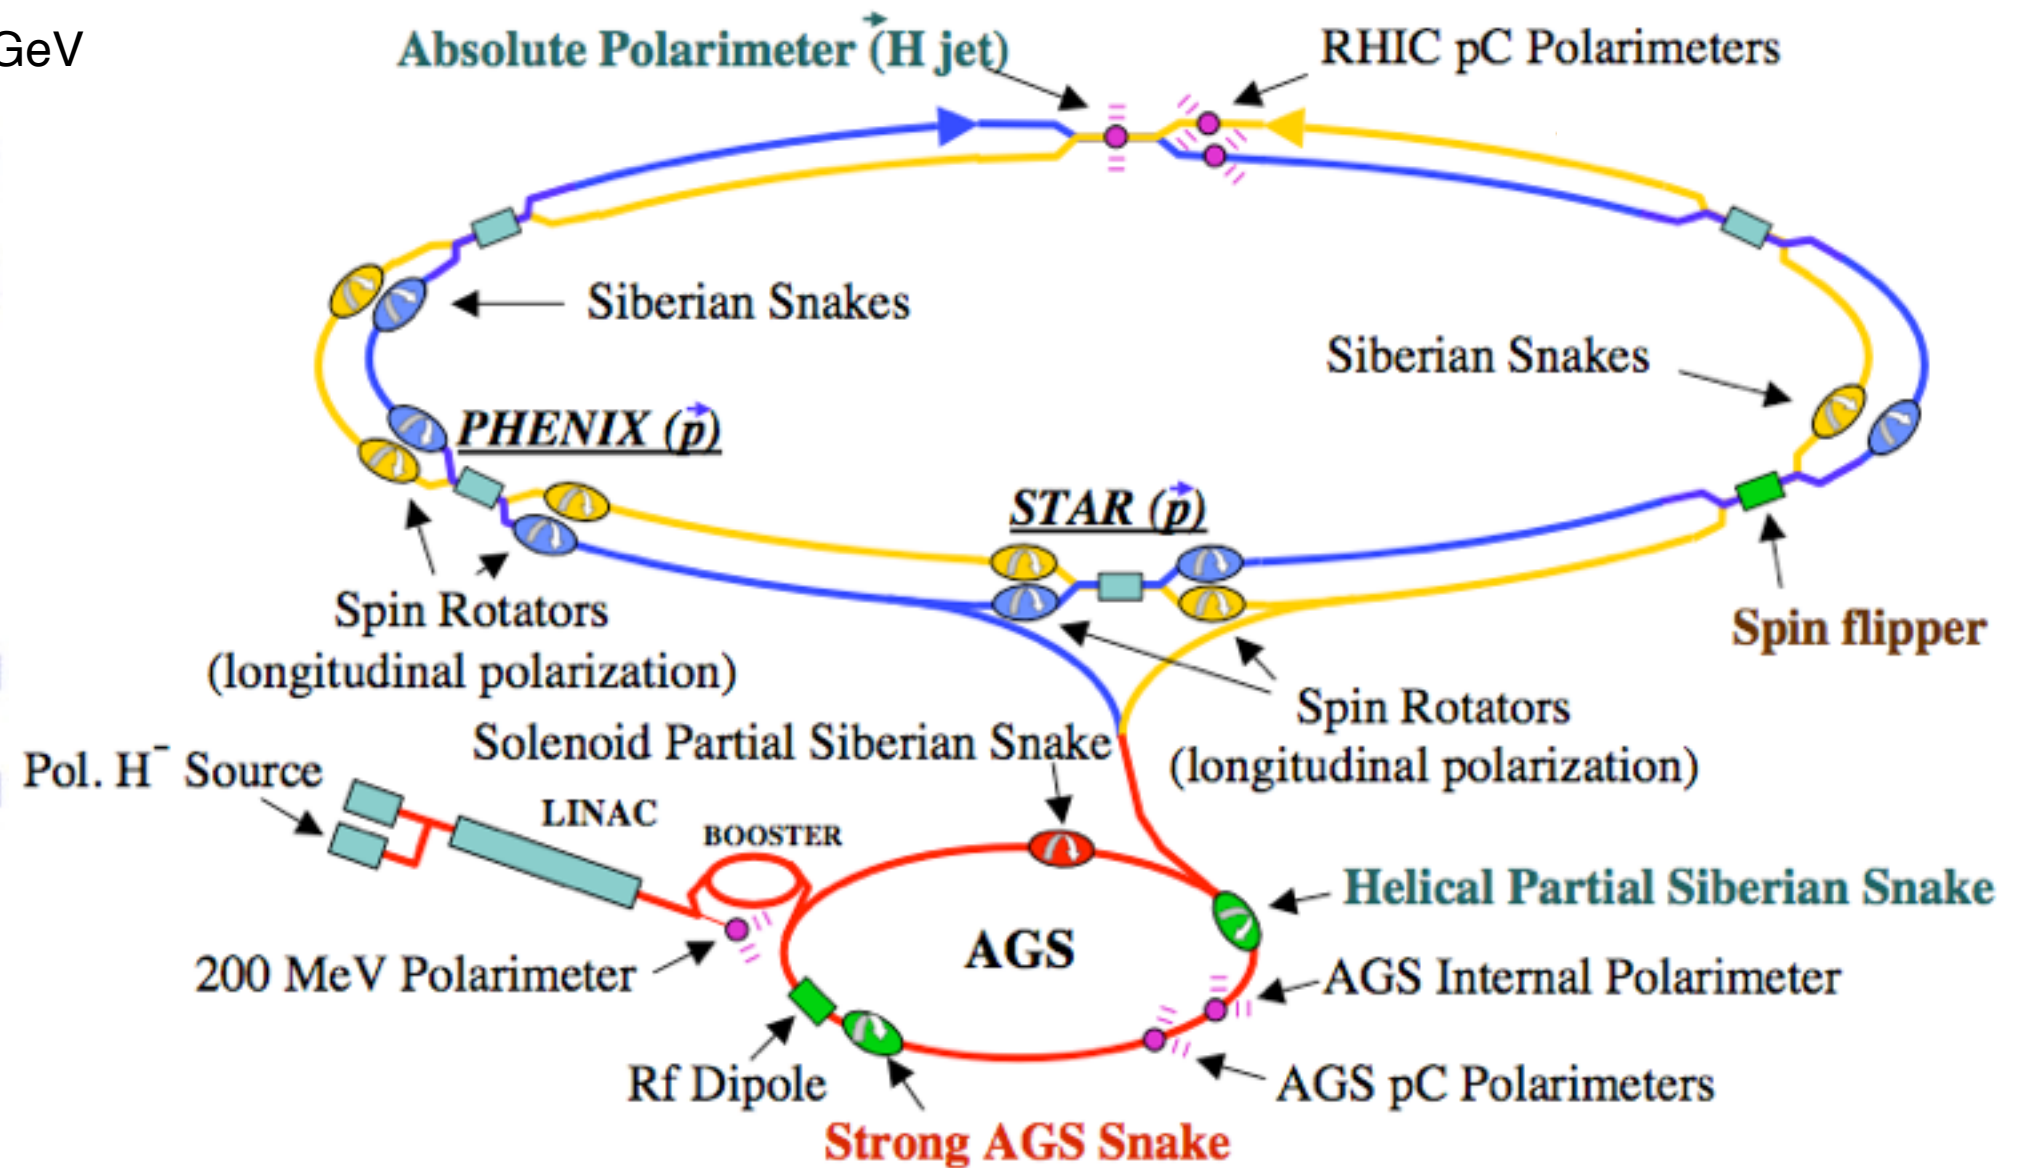 GeV
Absolute Polarimeter (H jet)
RHIC pC Polarimeters
Siberian Snakes
Siberian Snakes
PHENIX (p)
STAR (p)
Spin Rotators
(longitudinal polarization)
Spin flipper
Spin Rotators
(longitudinal polarization)
Solenoid Partial Siberian Snake
Pol. H⁻ Source
LINAC
BOOSTER
Helical Partial Siberian Snake
AGS
200 MeV Polarimeter
AGS Internal Polarimeter
Rf Dipole
AGS pC Polarimeters
Strong AGS Snake